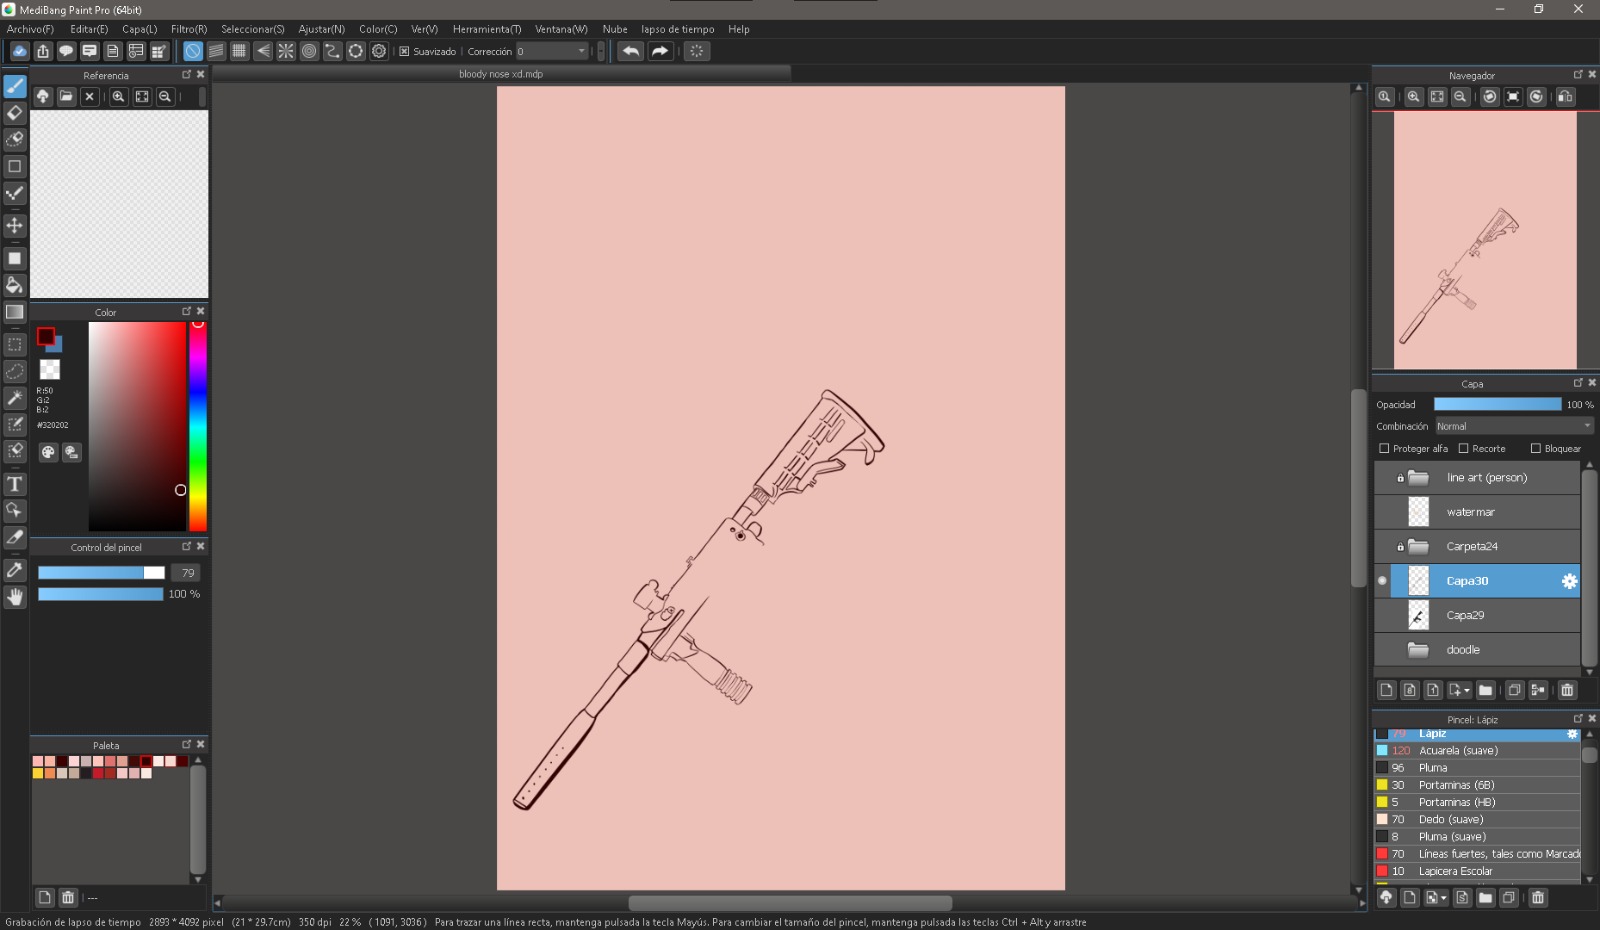 MediBang Paint Pro (64bit)
Archivo(F) Editar(E) Capa(L) Filtro(R) Seleccionar(S) Ajustar(N) Color(C) Ver(V) Herramienta(T) Ventana(W) Nube lapso de tiempo Help
Suavizado Corrección 0
Referencia
bloody nose xd.mdp
Navegador
Color
R:50
G:2
B:2
#320202
Control del pincel
79
100 %
Paleta
---
Capa
Opacidad 100 %
Combinación Normal
Proteger alfa Recorte Bloquear
line art (person)
watermar
Carpeta24
Capa30
Capa29
doodle
Pincel: Lápiz
79 Lápiz
120 Acuarela (suave)
96 Pluma
30 Portaminas (6B)
5 Portaminas (HB)
70 Dedo (suave)
8 Pluma (suave)
70 Líneas fuertes, tales como Marcado
10 Lapicera Escolar
Grabación de lapso de tiempo 2893 * 4092 pixel (21 * 29.7cm) 350 dpi 22 % ( 1091, 3036 ) Para trazar una línea recta, mantenga pulsada la tecla Mayús. Para cambiar el tamaño del pincel, mantenga pulsada las teclas Ctrl + Alt y arrastre